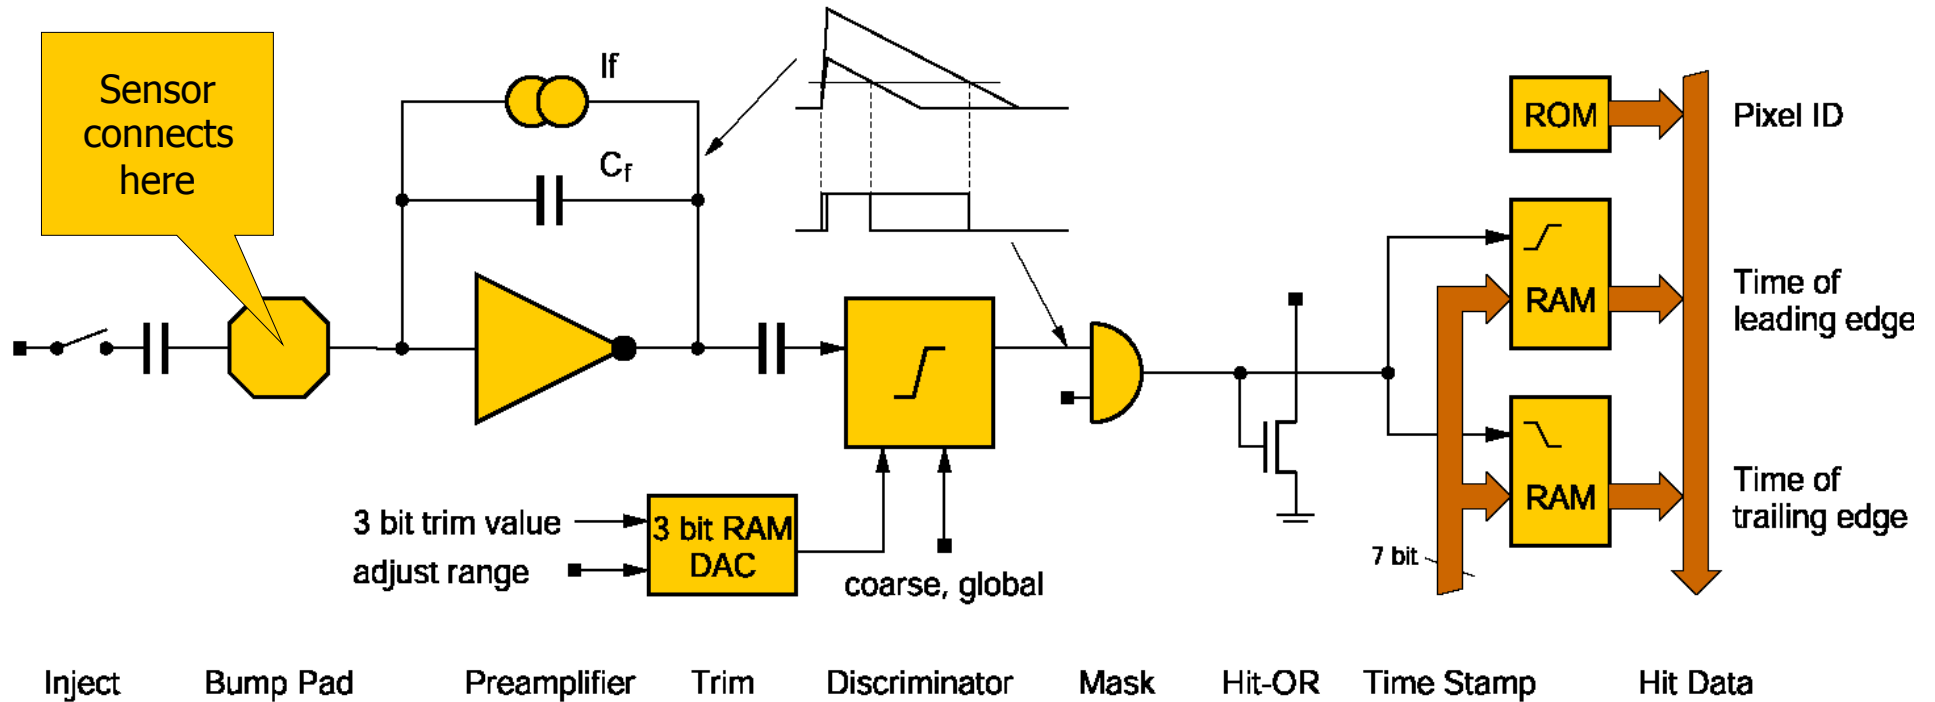 Sensor
connects
here
If
Cf
ROM
Pixel ID
RAM
Time of
leading edge
RAM
Time of
trailing edge
7 bit
3 bit trim value
adjust range
3 bit RAM
DAC
coarse, global
Inject
Bump Pad
Preamplifier
Trim
Discriminator
Mask
Hit-OR
Time Stamp
Hit Data